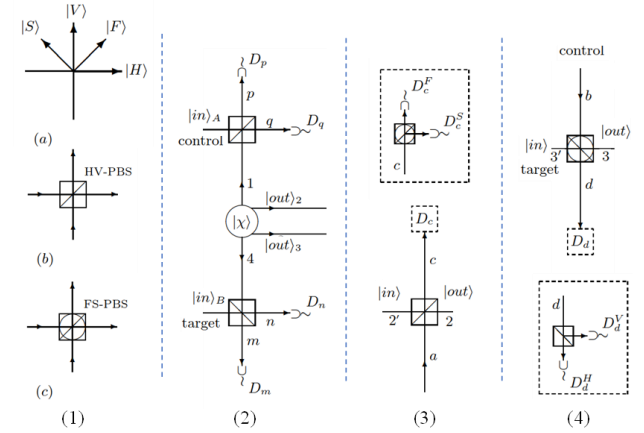 |V⟩
|S⟩
|F⟩
|H⟩
(a)
HV-PBS
(b)
FS-PBS
(c)
(1)
D_p
p
|in⟩_A
q
D_q
control
1
|out⟩_2
|χ⟩
|out⟩_3
4
|in⟩_B
D_n
target
n
m
D_m
(2)
D_c^F
D_c^S
c
D_c
c
|in⟩
|out⟩
2′
2
a
(3)
control
b
|in⟩
|out⟩
3′
3
target
d
D_d
d
D_d^V
D_d^H
(4)